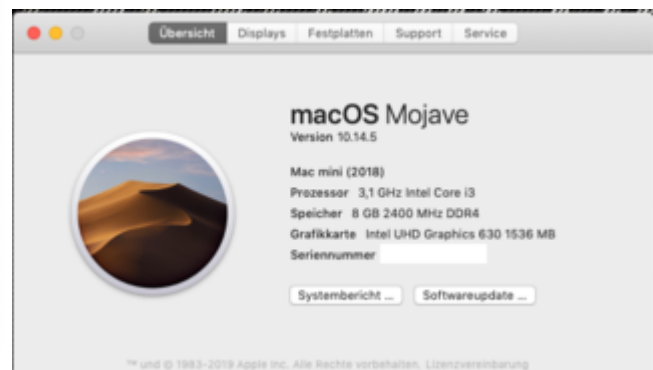 Übersicht Displays Festplatten Support Service
macOS Mojave
Version 10.14.5
Mac mini (2018)
Prozessor 3,1 GHz Intel Core i3
Speicher 8 GB 2400 MHz DDR4
Grafikkarte Intel UHD Graphics 630 1536 MB
Seriennummer
Systembericht ... Softwareupdate ...
™ und © 1983-2019 Apple Inc. Alle Rechte vorbehalten. Lizenzvereinbarung